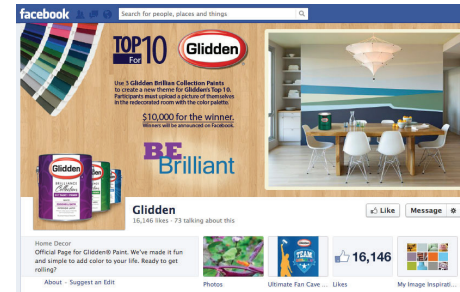 facebook
Search for people, places and things
TOP 10
For
Glidden
Use 3 Glidden Brillian Collection Paints
to create a new theme for Glidden's Top 10.
Participants must upload a picture of themselves
in the redecorated room with the color palette.
$10,000 for the winner.
Winners will be announced on Facebook.
BE
Brilliant
Glidden
BRILLIANCE
Collection
Glidden
16,146 likes · 73 talking about this
Like
Message
Home Decor
Official Page for Glidden® Paint. We've made it fun
and simple to add color to your life. Ready to get
rolling?
About - Suggest an Edit
Photos
TEAM
Ultimate Fan Cave ...
16,146
Likes
My Image Inspirati...